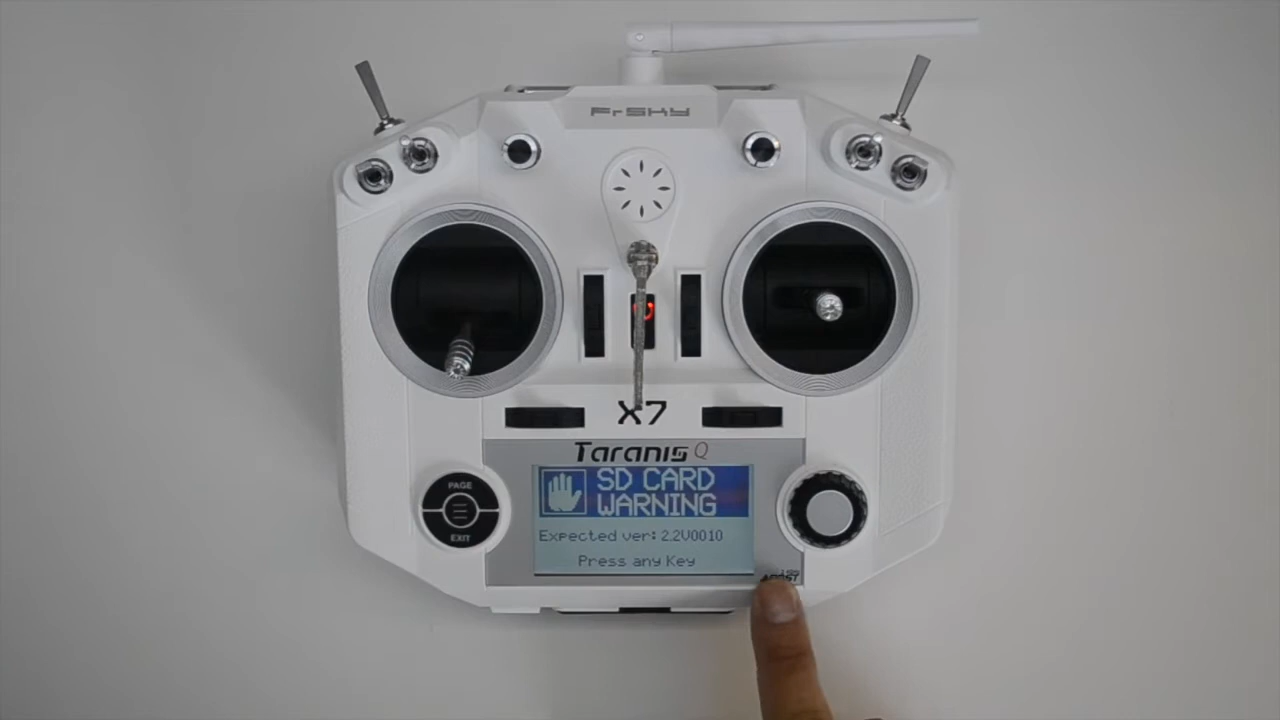 FrSKY
X7
Taranis Q
SD CARD
WARNING
Expected ver: 2.2V0010
Press any Key
PAGE
EXIT